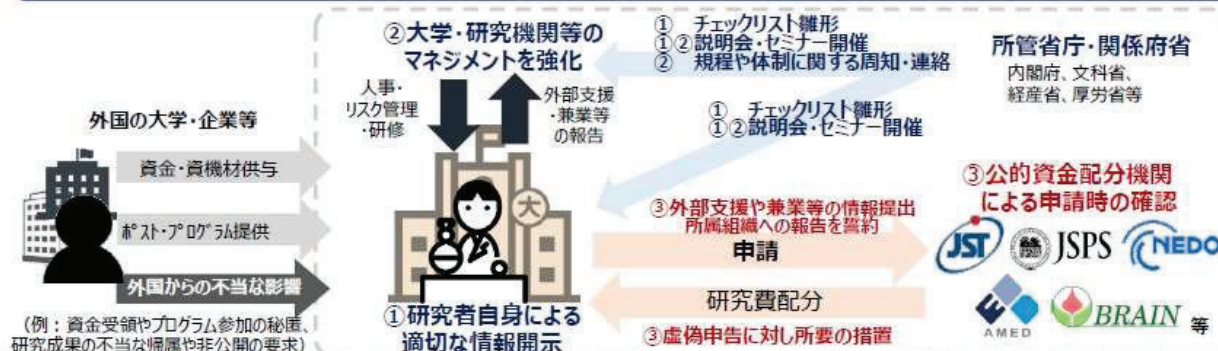 外国の大学・企業等
資金・資機材供与
ポスト・プログラム提供
外国からの不当な影響
(例：資金受領やプログラム参加の秘匿、
研究成果の不当な帰属や非公開の要求)
②大学・研究機関等の
マネジメントを強化
人事・
リスク管理
・研修
外部支援
・兼業等
の報告
大
①研究者自身による
適切な情報開示
① チェックリスト雛形
①②説明会・セミナー開催
② 規程や体制に関する周知・連絡
① チェックリスト雛形
①②説明会・セミナー開催
所管省庁・関係府省
内閣府、文科省、
経産省、厚労省等
③外部支援や兼業等の情報提出
所属組織への報告を誓約
申請
研究費配分
③虚偽申告に対し所要の措置
③公的資金配分機関
による申請時の確認
JST
JSPS
NEDO
AMED
BRAIN 等